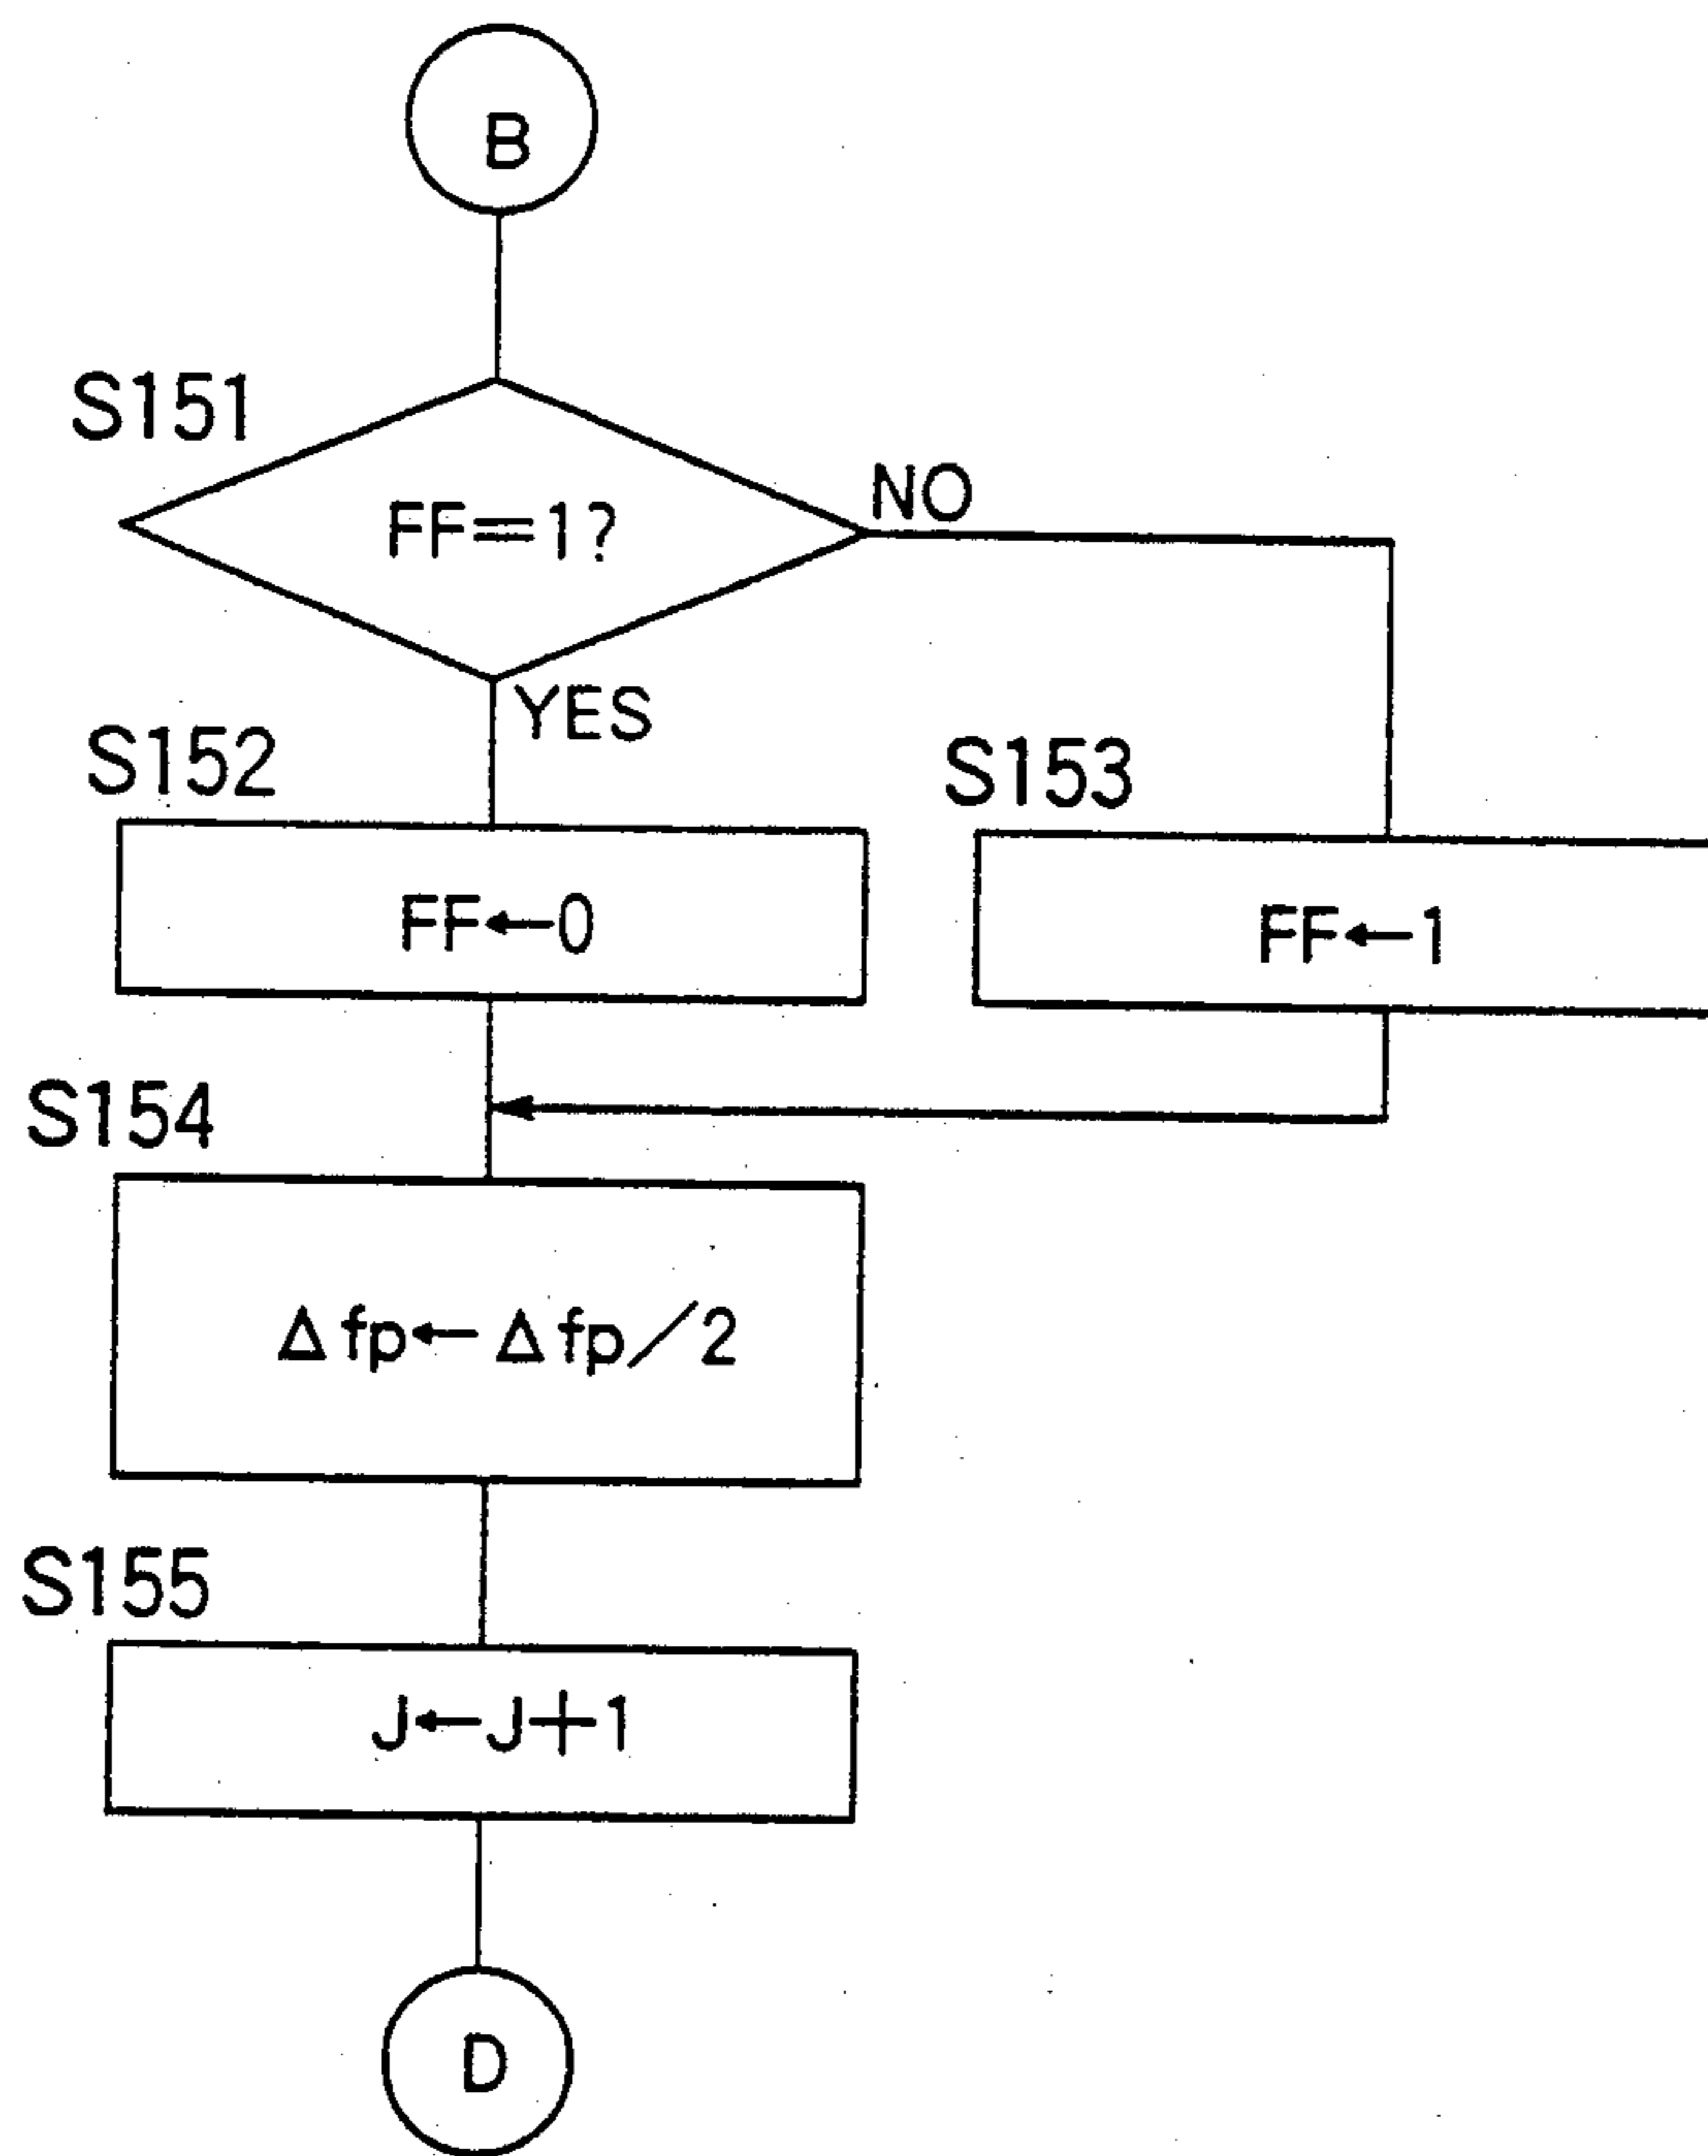 B
S151
FF=1?
NO
YES
S152
FF←0
S153
FF←1
S154
Δfp←Δfp/2
S155
J←J+1
D